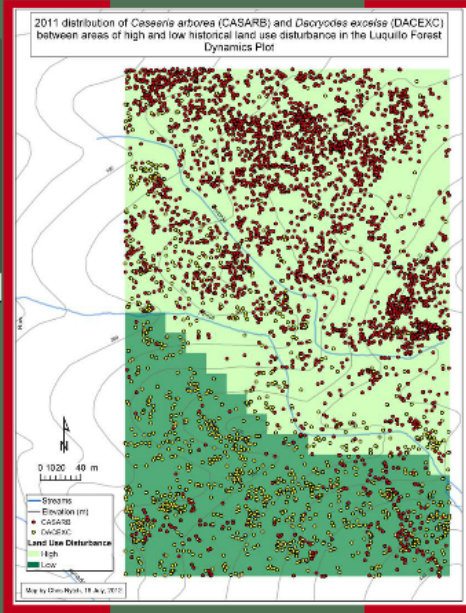 2011 distribution of Casearia arborea (CASARB) and Dacryodes excelsa (DACEXC)
between areas of high and low historical land use disturbance in the Luquillo Forest
Dynamics Plot
N
0 1020 40 m
Streams
Elevation (m)
CASARB
DACEXC
Land Use Disturbance
High
Low
Map by Chris Nytch, 18 July, 2012